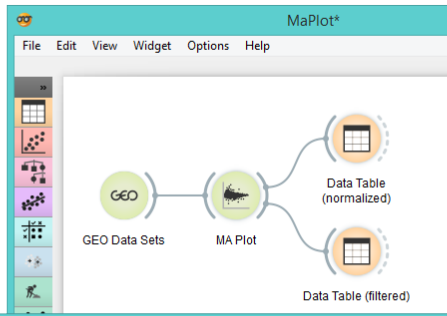 MaPlot*
File Edit View Widget Options Help
»
GEO
GEO Data Sets
MA Plot
Data Table
(normalized)
Data Table (filtered)